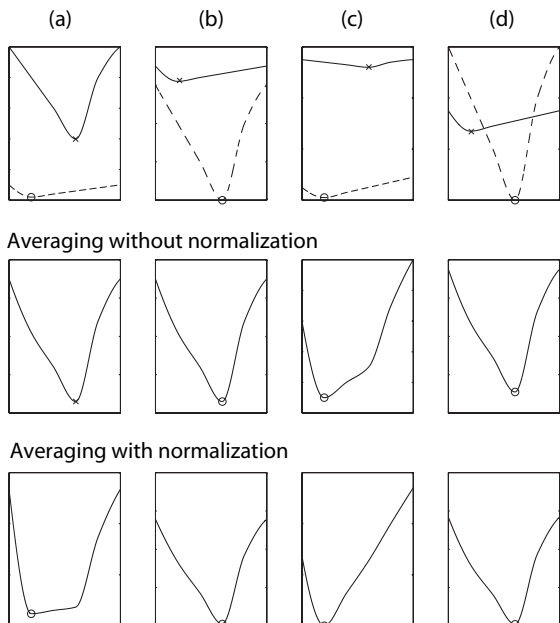 (a) (b) (c) (d)
Averaging without normalization
Averaging with normalization